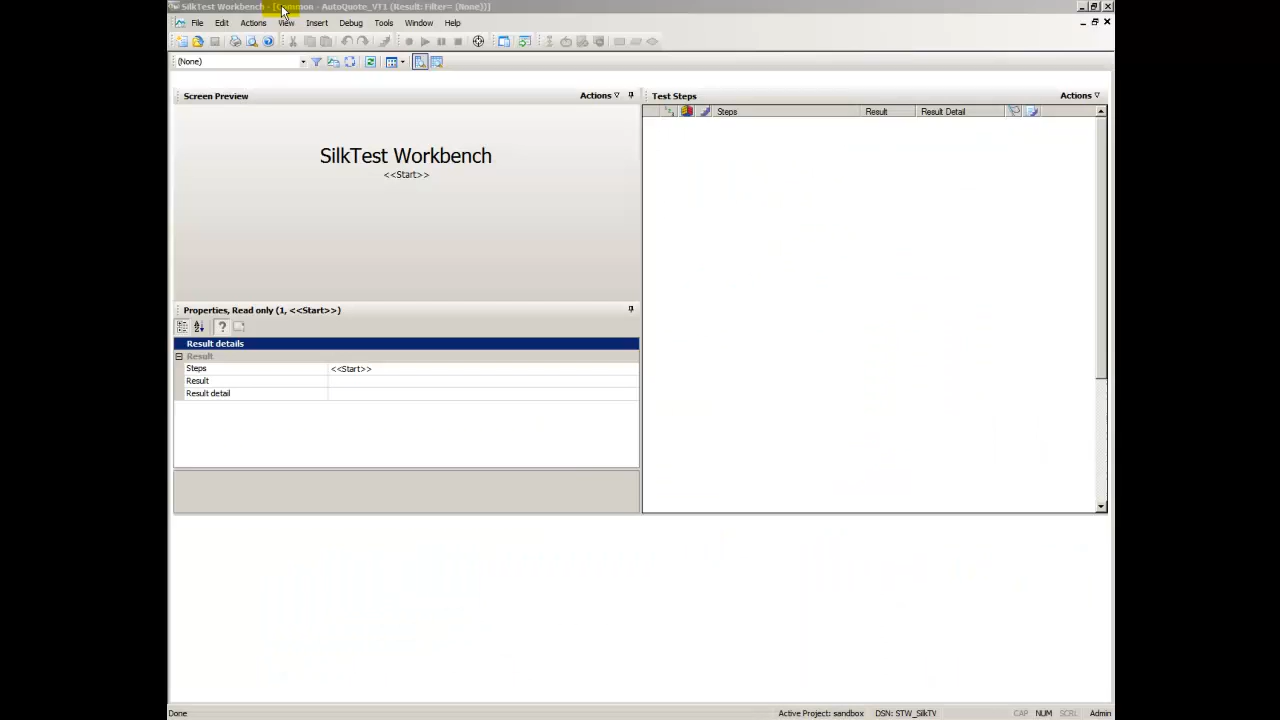 SilkTest Workbench - [Common - AutoQuote_VT1 (Result: Filter= (None))]
File Edit Actions View Insert Debug Tools Window Help
(None)
Screen Preview Actions
SilkTest Workbench
<<Start>>
Properties, Read only (1, <<Start>>)
Result details
Result
Steps <<Start>>
Result
Result detail
Test Steps Actions
Steps Result Result Detail
Done Active Project: sandbox DSN: STW_SilkTV CAP NUM SCRL Admin